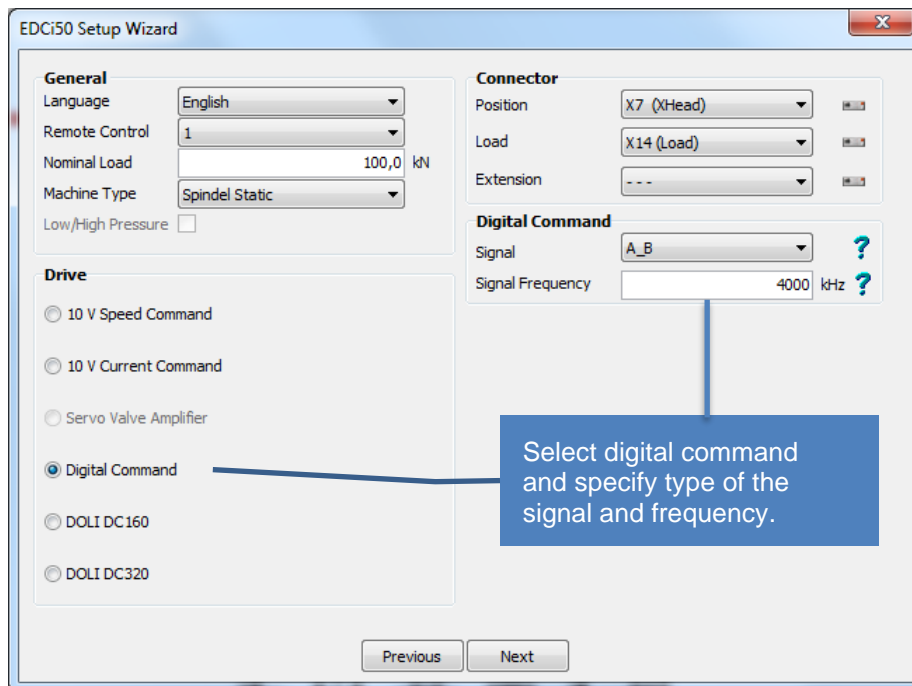 EDCi50 Setup Wizard
General
Language English
Remote Control 1
Nominal Load 100,0 kN
Machine Type Spindel Static
Low/High Pressure
Drive
10 V Speed Command
10 V Current Command
Servo Valve Amplifier
Digital Command
DOLI DC160
DOLI DC320
Connector
Position X7 (XHead)
Load X14 (Load)
Extension - - -
Digital Command
Signal A_B ?
Signal Frequency 4000 kHz ?
Select digital command
and specify type of the
signal and frequency.
Previous Next